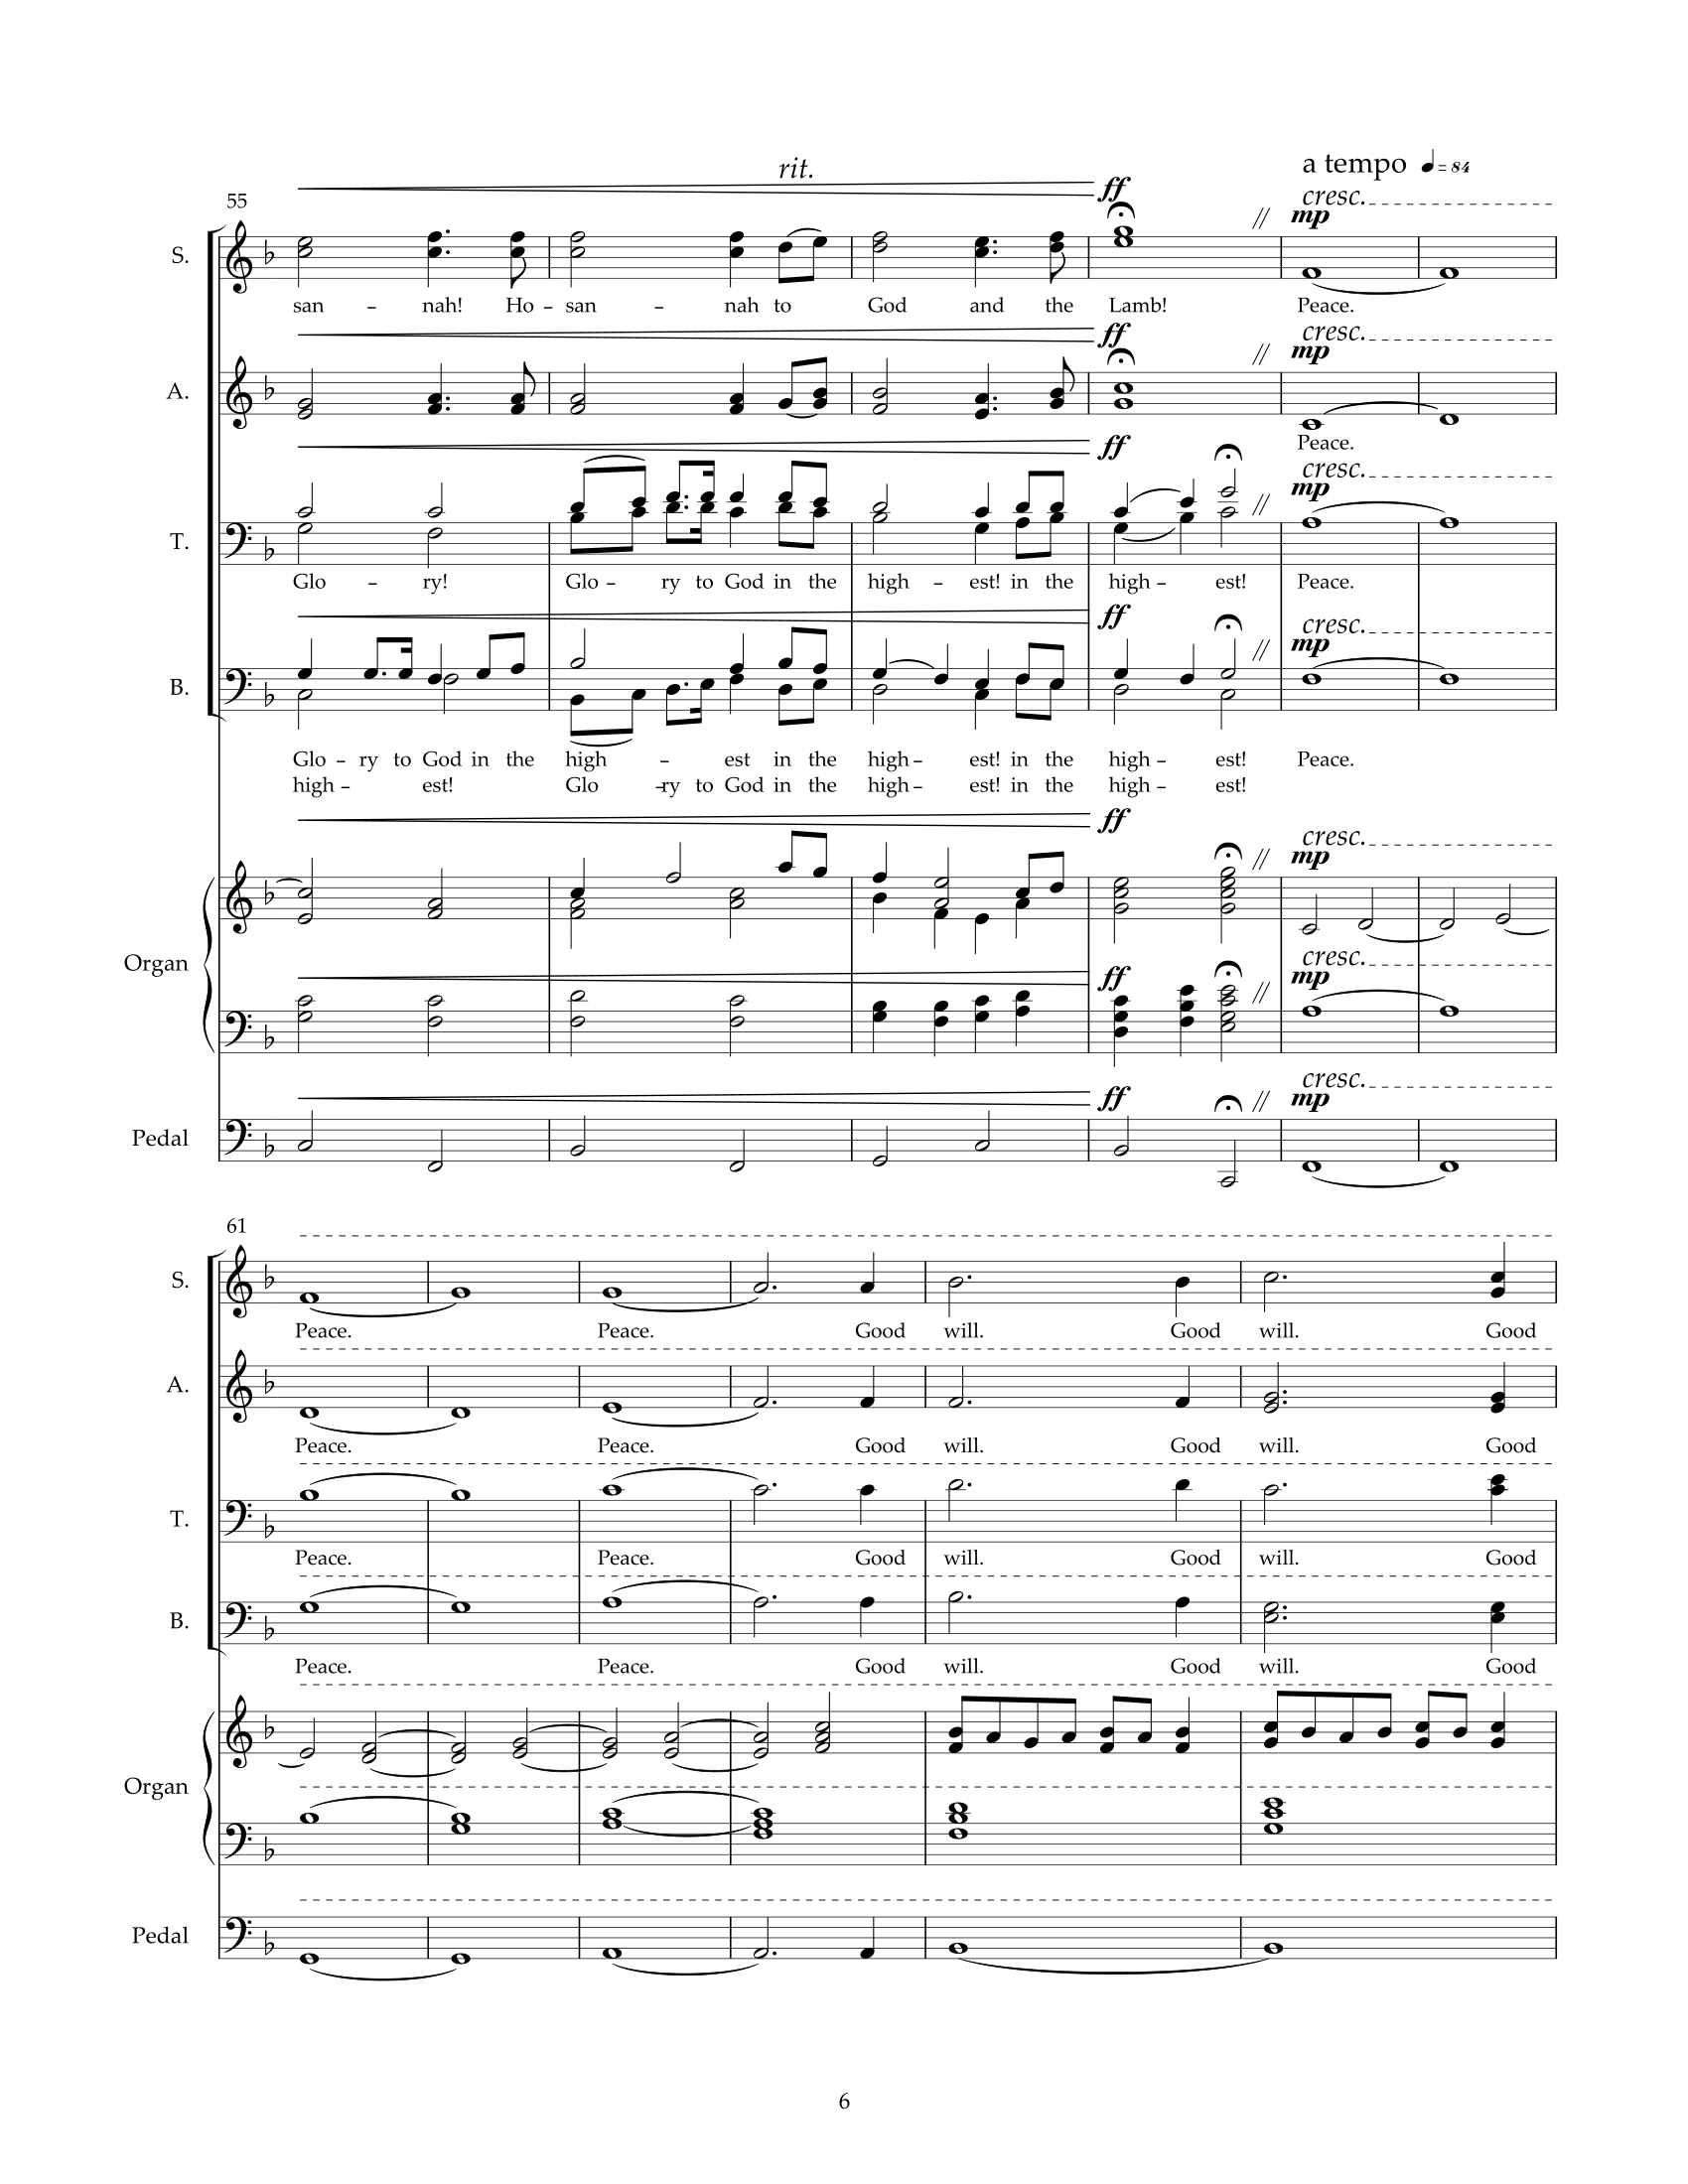 rit.
ff
a tempo ♩= 84
cresc.
mp
55
S.
san - nah! Ho - san - nah to God and the Lamb! Peace.
ff
cresc.
mp
A.
Peace.
ff
cresc.
mp
T.
Glo - ry! Glo - ry to God in the high - est! in the high - est! Peace.
ff
cresc.
mp
B.
Glo - ry to God in the high - est in the high - est! in the high - est! Peace.
high - est! Glo - ry to God in the high - est! in the high - est!
ff
cresc.
mp
Organ
cresc.
ff
mp
cresc.
ff
mp
Pedal
61
S.
Peace. Peace. Good will. Good will. Good
A.
Peace. Peace. Good will. Good will. Good
T.
Peace. Peace. Good will. Good will. Good
B.
Peace. Peace. Good will. Good will. Good
Organ
Pedal
6